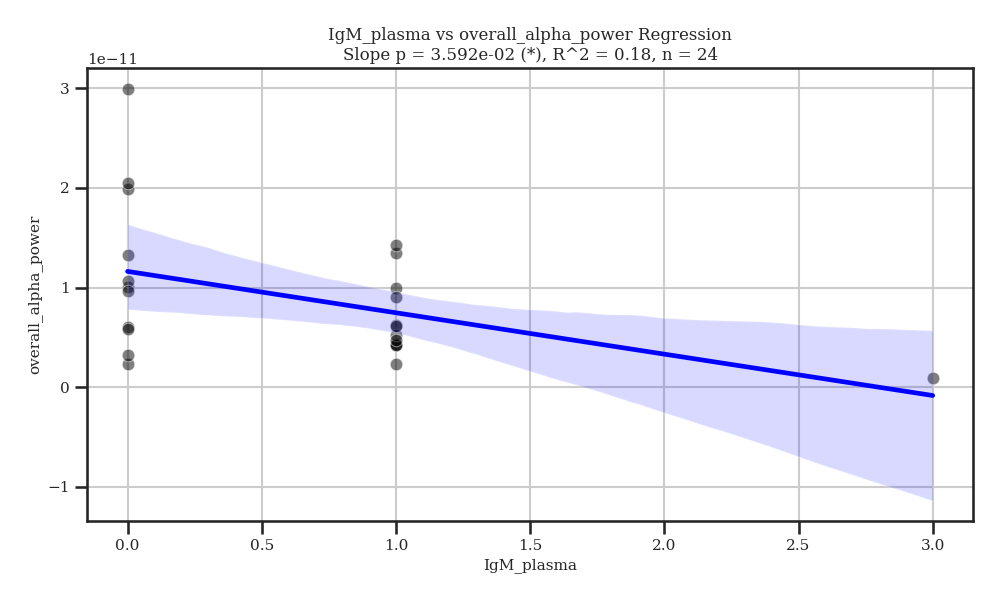 IgM_plasma vs overall_alpha_power Regression
Slope p = 3.592e-02 (*), R^2 = 0.18, n = 24
1e−11
3
2
1
0
−1
overall_alpha_power
0.0 0.5 1.0 1.5 2.0 2.5 3.0
IgM_plasma